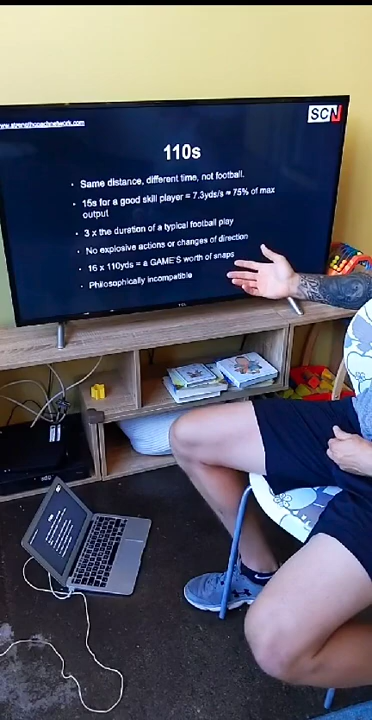 www.strengthcoachnetwork.com
SCN
110s
• Same distance, different time, not football.
• 15s for a good skill player = 7.3yds/s ≈ 75% of max
output
• 3 x the duration of a typical football play
• No explosive actions or changes of direction
• 16 x 110yds = a GAME'S worth of snaps
• Philosophically incompatible
TCL